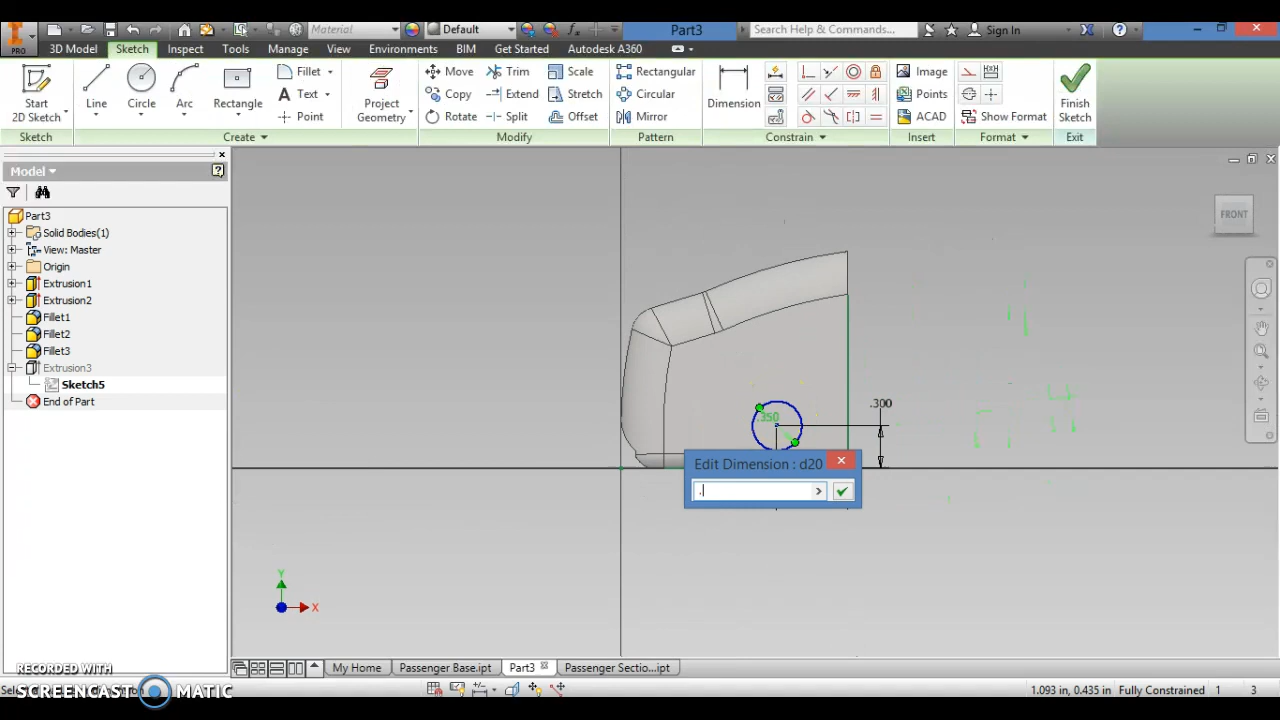 Material Default fx Part3 Search Help & Commands... Sign In
PRO 3D Model Sketch Inspect Tools Manage View Environments BIM Get Started Autodesk A360
Start 2D Sketch Line Circle Arc Rectangle Fillet Text Point Project Geometry
Move Copy Rotate Trim Extend Split Scale Stretch Offset
Rectangular Circular Mirror Dimension Image Points ACAD Show Format Finish Sketch
Sketch Create Modify Pattern Constrain Insert Format Exit
Model
Part3
Solid Bodies(1)
View: Master
Origin
Extrusion1
Extrusion2
Fillet1
Fillet2
Fillet3
Extrusion3
Sketch5
End of Part
FRONT
.300
.350
Edit Dimension : d20
.
Y
X
My Home Passenger Base.ipt Part3 Passenger Sectio...ipt
RECORDED WITH
SCREENCAST MATIC
1.093 in, 0.435 in Fully Constrained 1 3